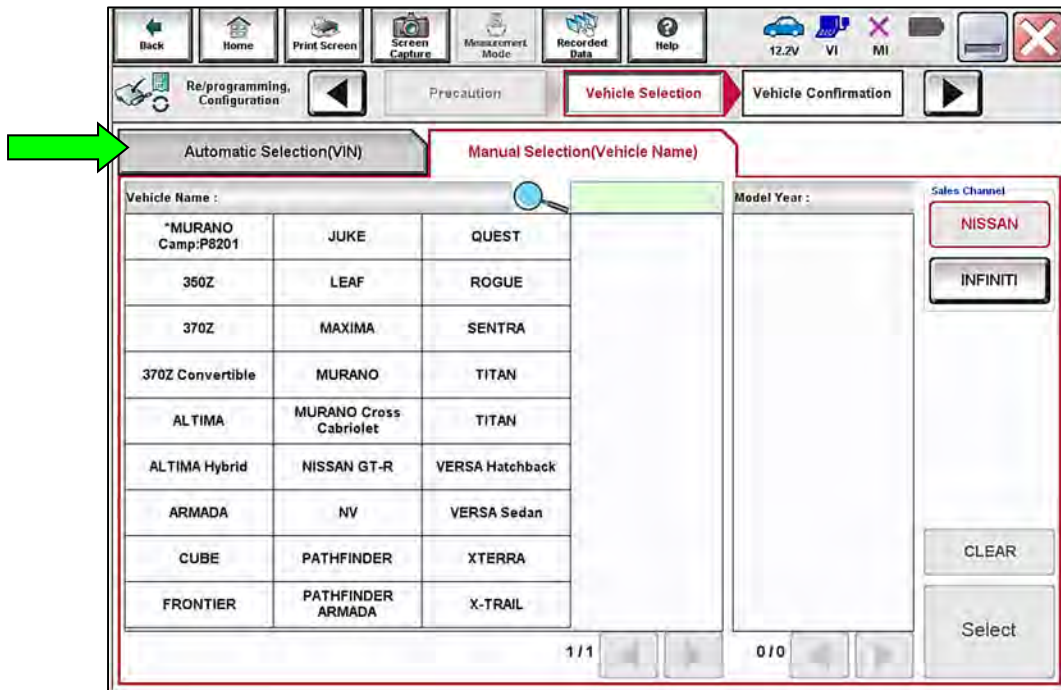 Back
Home
Print Screen
Screen
Capture
Measurement
Mode
Recorded
Data
Help
12.2V
VI
MI
Re/programming,
Configuration
Precaution
Vehicle Selection
Vehicle Confirmation
Automatic Selection(VIN)
Manual Selection(Vehicle Name)
Vehicle Name :
Model Year :
Sales Channel
*MURANO
Camp:P8201
JUKE
QUEST
NISSAN
350Z
LEAF
ROGUE
INFINITI
370Z
MAXIMA
SENTRA
370Z Convertible
MURANO
TITAN
ALTIMA
MURANO Cross
Cabriolet
TITAN
ALTIMA Hybrid
NISSAN GT-R
VERSA Hatchback
ARMADA
NV
VERSA Sedan
CUBE
PATHFINDER
XTERRA
CLEAR
FRONTIER
PATHFINDER
ARMADA
X-TRAIL
Select
1/1
0/0